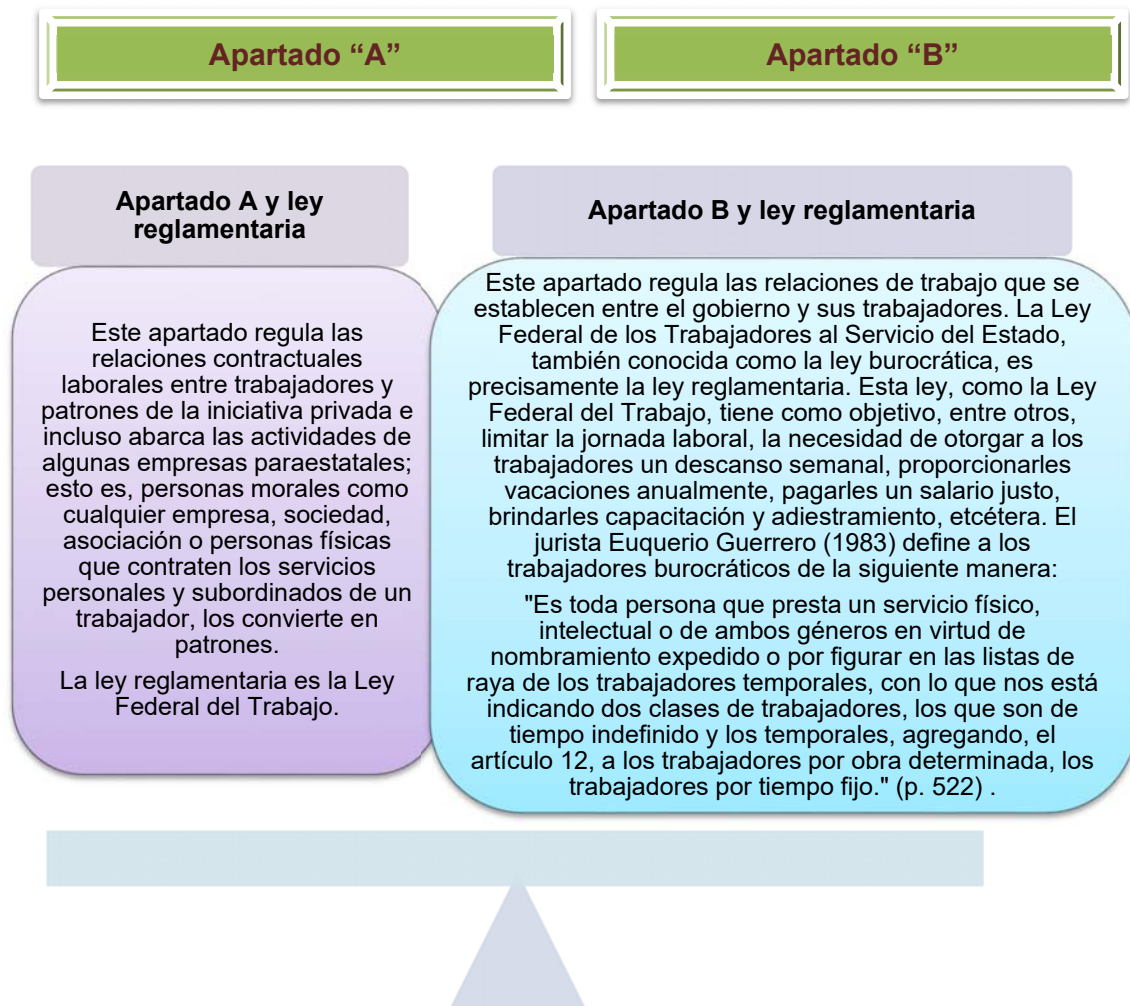 Apartado “A”
Apartado “B”
Apartado A y ley
reglamentaria
Este apartado regula las
relaciones contractuales
laborales entre trabajadores y
patrones de la iniciativa privada e
incluso abarca las actividades de
algunas empresas paraestatales;
esto es, personas morales como
cualquier empresa, sociedad,
asociación o personas físicas
que contraten los servicios
personales y subordinados de un
trabajador, los convierte en
patrones.
La ley reglamentaria es la Ley
Federal del Trabajo.
Apartado B y ley reglamentaria
Este apartado regula las relaciones de trabajo que se
establecen entre el gobierno y sus trabajadores. La Ley
Federal de los Trabajadores al Servicio del Estado,
también conocida como la ley burocrática, es
precisamente la ley reglamentaria. Esta ley, como la Ley
Federal del Trabajo, tiene como objetivo, entre otros,
limitar la jornada laboral, la necesidad de otorgar a los
trabajadores un descanso semanal, proporcionarles
vacaciones anualmente, pagarles un salario justo,
brindarles capacitación y adiestramiento, etcétera. El
jurista Euquerio Guerrero (1983) define a los
trabajadores burocráticos de la siguiente manera:
"Es toda persona que presta un servicio físico,
intelectual o de ambos géneros en virtud de
nombramiento expedido o por figurar en las listas de
raya de los trabajadores temporales, con lo que nos está
indicando dos clases de trabajadores, los que son de
tiempo indefinido y los temporales, agregando, el
artículo 12, a los trabajadores por obra determinada, los
trabajadores por tiempo fijo." (p. 522) .